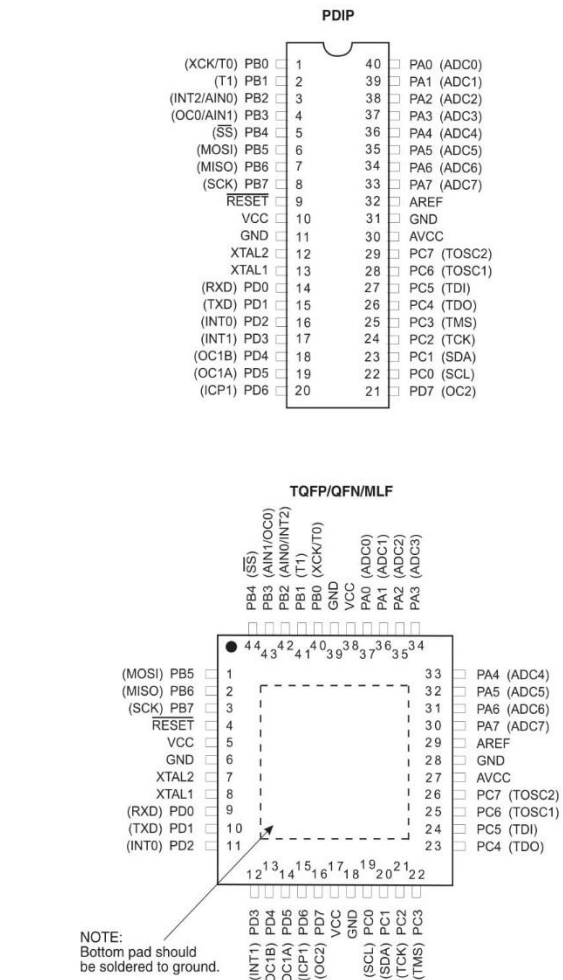 PDIP
(XCK/T0) PB0 1 40 PA0 (ADC0)
(T1) PB1 2 39 PA1 (ADC1)
(INT2/AIN0) PB2 3 38 PA2 (ADC2)
(OC0/AIN1) PB3 4 37 PA3 (ADC3)
(SS) PB4 5 36 PA4 (ADC4)
(MOSI) PB5 6 35 PA5 (ADC5)
(MISO) PB6 7 34 PA6 (ADC6)
(SCK) PB7 8 33 PA7 (ADC7)
RESET 9 32 AREF
VCC 10 31 GND
GND 11 30 AVCC
XTAL2 12 29 PC7 (TOSC2)
XTAL1 13 28 PC6 (TOSC1)
(RXD) PD0 14 27 PC5 (TDI)
(TXD) PD1 15 26 PC4 (TDO)
(INT0) PD2 16 25 PC3 (TMS)
(INT1) PD3 17 24 PC2 (TCK)
(OC1B) PD4 18 23 PC1 (SDA)
(OC1A) PD5 19 22 PC0 (SCL)
(ICP1) PD6 20 21 PD7 (OC2)
TQFP/QFN/MLF
PB4 (SS)
PB3 (AIN1/OC0)
PB2 (AIN0/INT2)
PB1 (T1)
PB0 (XCK/T0)
GND
VCC
PA0 (ADC0)
PA1 (ADC1)
PA2 (ADC2)
PA3 (ADC3)
44 43 42 41 40 39 38 37 36 35 34
(MOSI) PB5 1 33 PA4 (ADC4)
(MISO) PB6 2 32 PA5 (ADC5)
(SCK) PB7 3 31 PA6 (ADC6)
RESET 4 30 PA7 (ADC7)
VCC 5 29 AREF
GND 6 28 GND
XTAL2 7 27 AVCC
XTAL1 8 26 PC7 (TOSC2)
(RXD) PD0 9 25 PC6 (TOSC1)
(TXD) PD1 10 24 PC5 (TDI)
(INT0) PD2 11 23 PC4 (TDO)
12 13 14 15 16 17 18 19 20 21 22
(INT1) PD3
OC1B) PD4
OC1A) PD5
(ICP1) PD6
(OC2) PD7
VCC
GND
(SCL) PC0
(SDA) PC1
(TCK) PC2
(TMS) PC3
NOTE:
Bottom pad should
be soldered to ground.